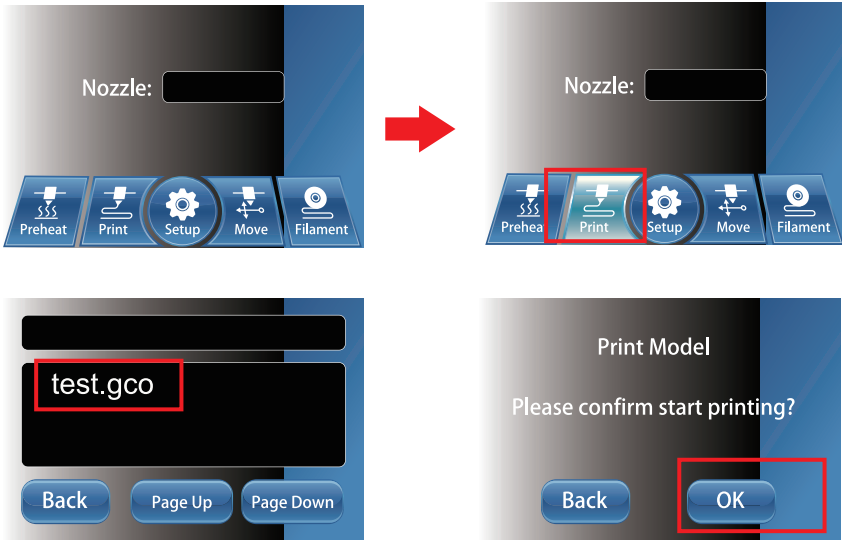 Nozzle:
Preheat Print Setup Move Filament
Nozzle:
Preheat Print Setup Move Filament
test.gco
Back Page Up Page Down
Print Model
Please confirm start printing?
Back OK